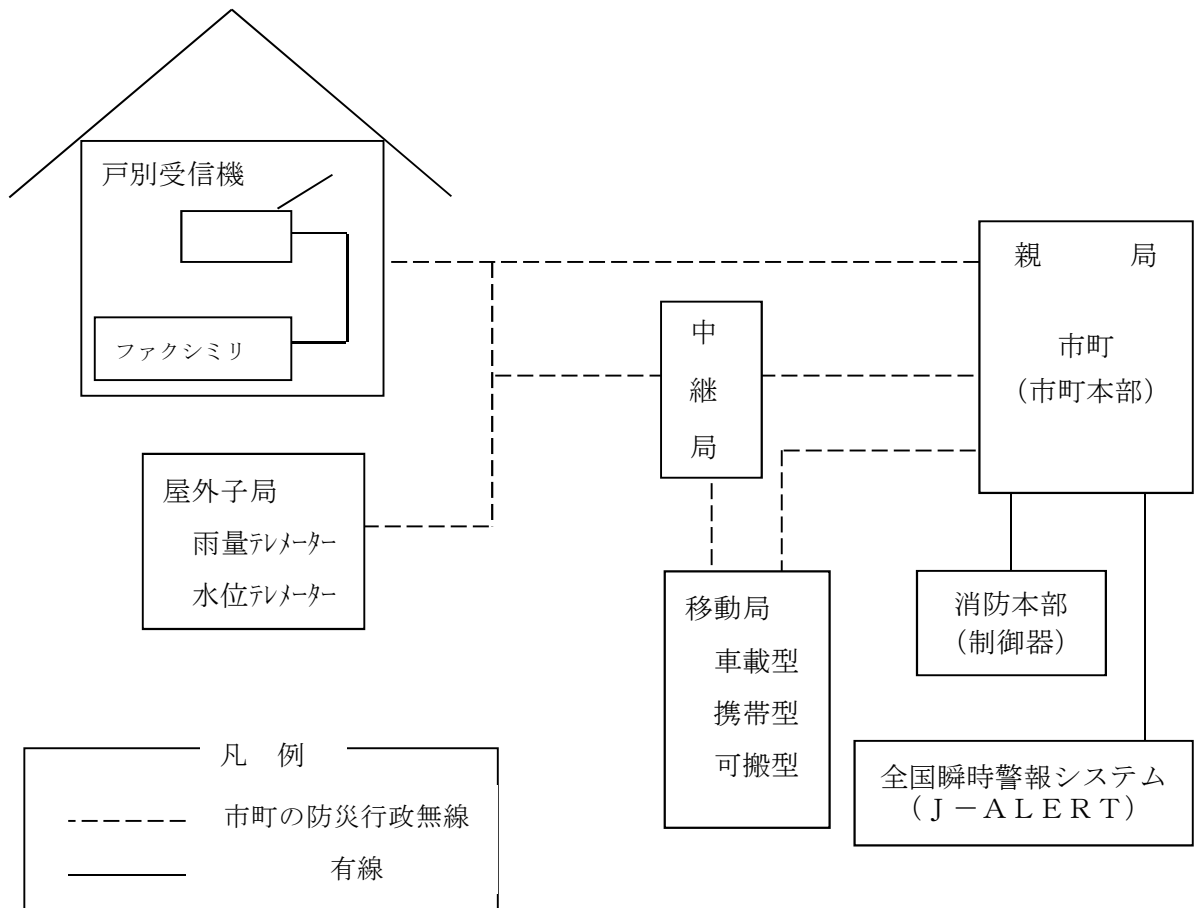 戸別受信機
ファクシミリ
親　　　局
市町
（市町本部）
中
継
局
屋外子局
雨量ﾃﾚﾒｰﾀｰ
水位ﾃﾚﾒｰﾀｰ
移動局
車載型
携帯型
可搬型
消防本部
（制御器）
全国瞬時警報システム
（Ｊ－ＡＬＥＲＴ）
凡　例
市町の防災行政無線
有線